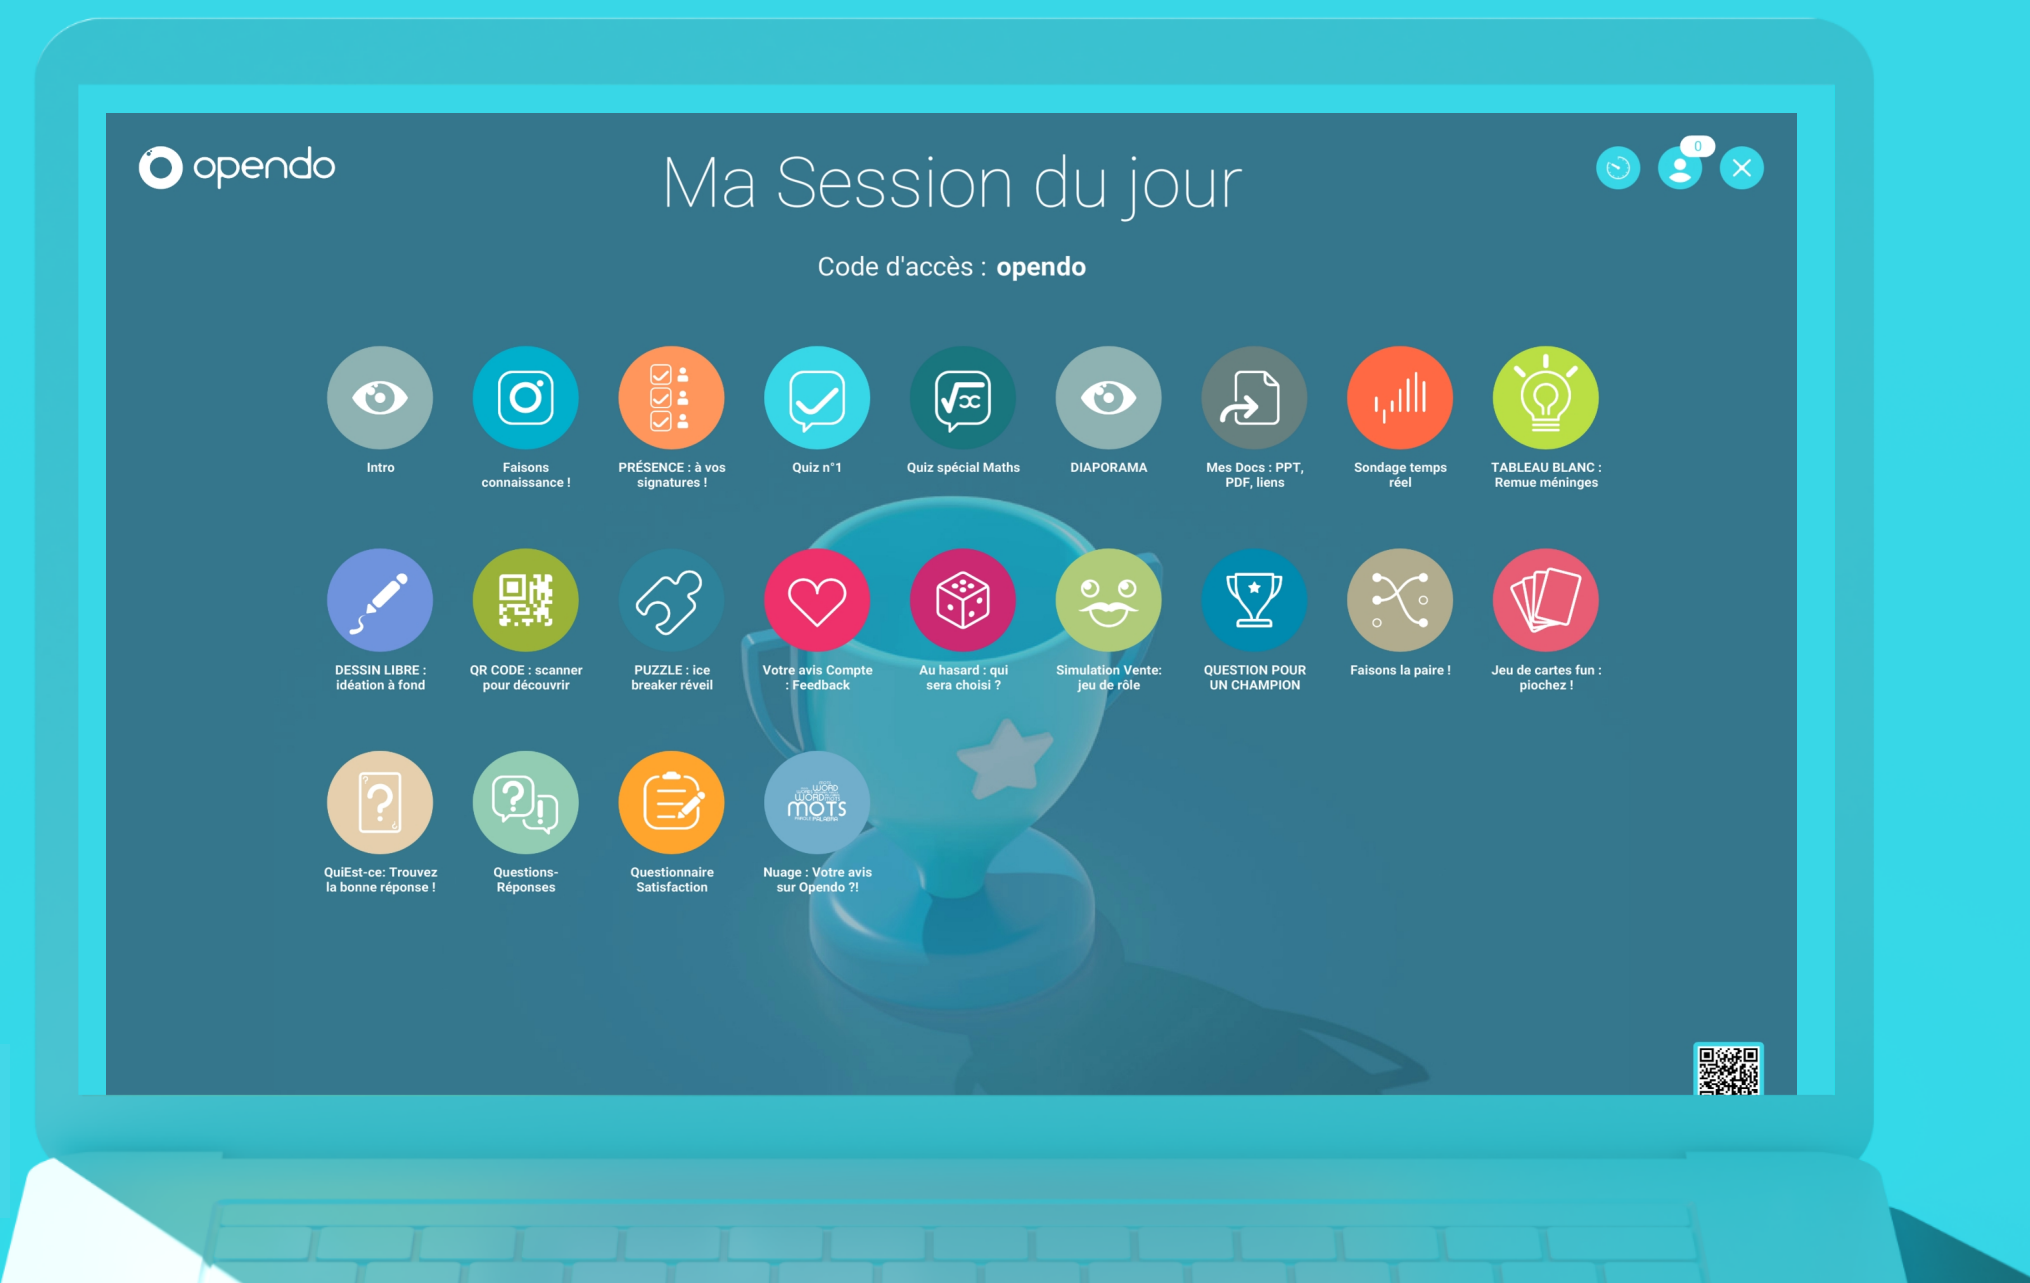 opendo
Ma Session du jour
0
Code d'accès : opendo
Intro
Faisons
connaissance !
PRÉSENCE : à vos
signatures !
Quiz n°1
Quiz spécial Maths
DIAPORAMA
Mes Docs : PPT,
PDF, liens
Sondage temps
réel
TABLEAU BLANC :
Remue méninges
DESSIN LIBRE :
idéation à fond
QR CODE : scanner
pour découvrir
PUZZLE : ice
breaker réveil
Votre avis Compte
: Feedback
Au hasard : qui
sera choisi ?
Simulation Vente:
jeu de rôle
QUESTION POUR
UN CHAMPION
Faisons la paire !
Jeu de cartes fun :
piochez !
WORD
WORD
MOTS
PALABRA
QuiEst-ce: Trouvez
la bonne réponse !
Questions-
Réponses
Questionnaire
Satisfaction
Nuage : Votre avis
sur Opendo ?!